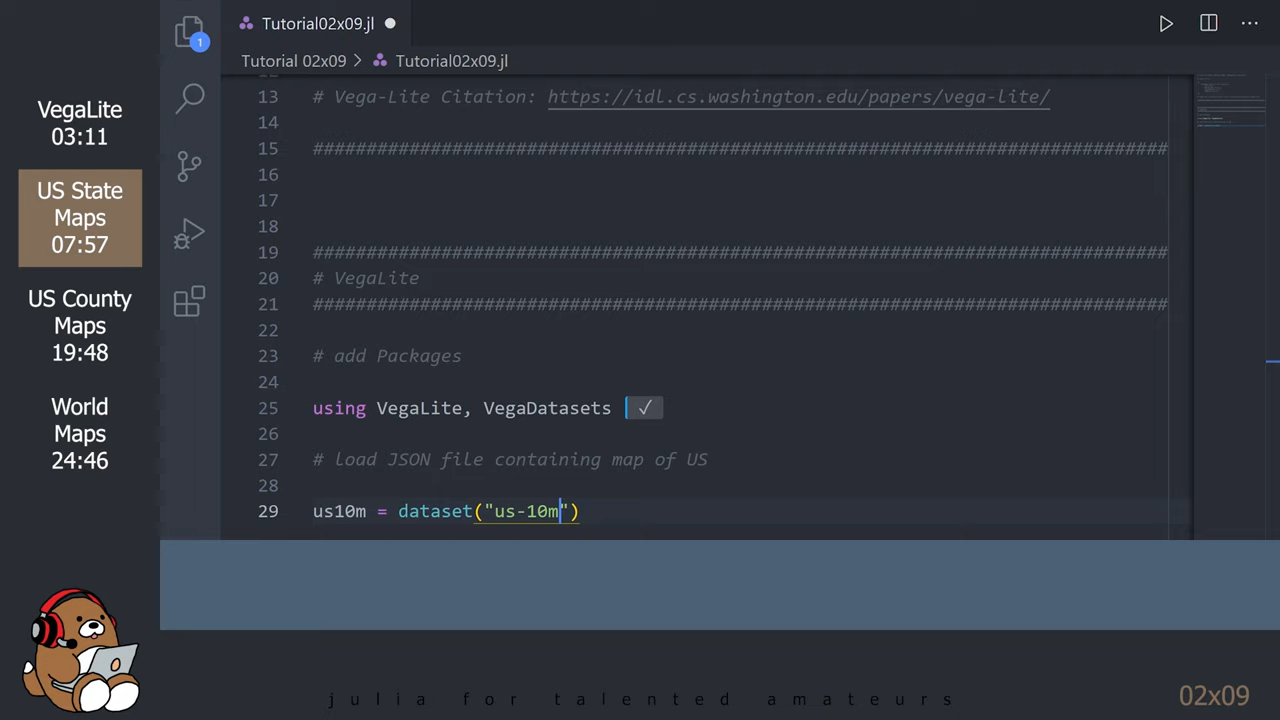 VegaLite
03:11
US State
Maps
07:57
US County
Maps
19:48
World
Maps
24:46
1
Tutorial02x09.jl
Tutorial 02x09 > Tutorial02x09.jl
13 # Vega-Lite Citation: https://idl.cs.washington.edu/papers/vega-lite/
14
15 ################################################################################
16
17
18
19 ################################################################################
20 # VegaLite
21 ################################################################################
22
23 # add Packages
24
25 using VegaLite, VegaDatasets ✓
26
27 # load JSON file containing map of US
28
29 us10m = dataset("us-10m")
julia for talented amateurs
02x09